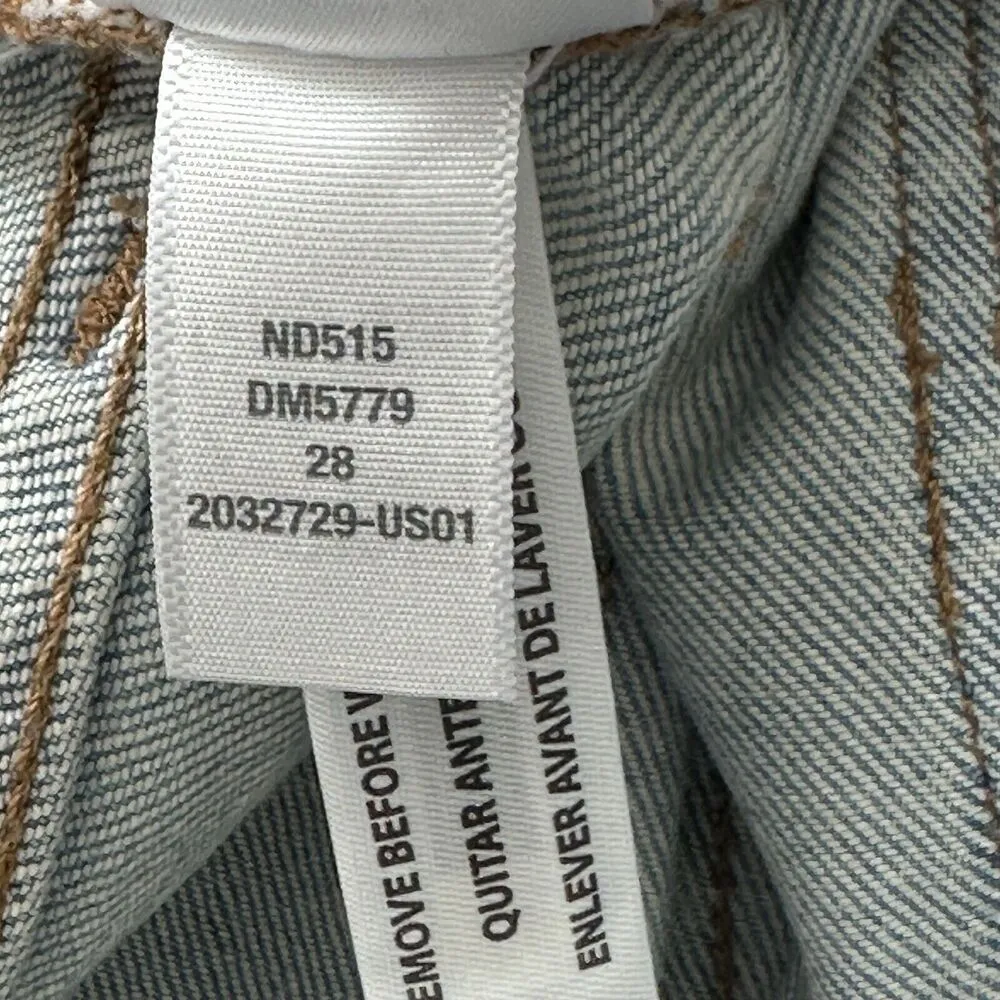 ND515
DM5779
28
2032729-US01
EMOVE BEFORE
QUITAR ANTE
ENLEVER AVANT DE LAVER